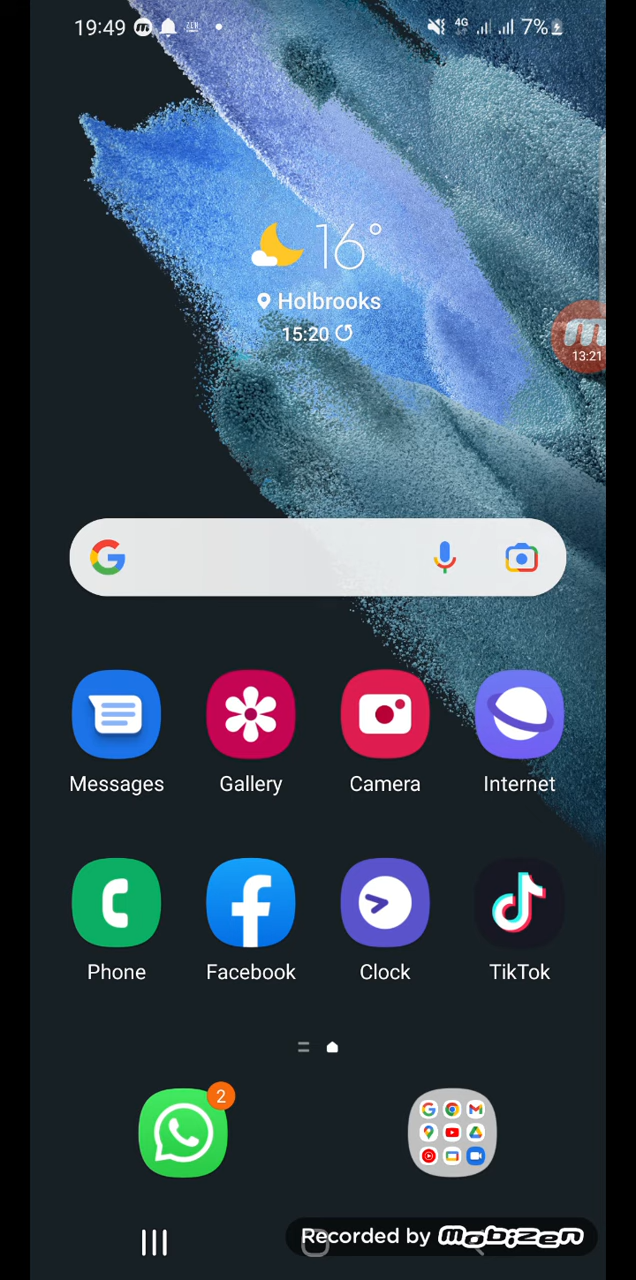 19:49
4G
7%
16°
Holbrooks
15:20
13:21
Messages
Gallery
Camera
Internet
Phone
Facebook
Clock
TikTok
2
Recorded by mobizen